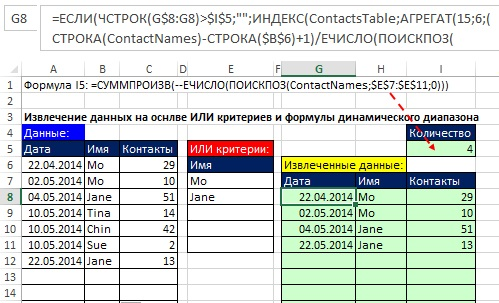 G8 =ЕСЛИ(ЧСТРОК(G$8:G8)>$I$5;"";ИНДЕКС(ContactsTable;АГРЕГАТ(15;6;(
СТРОКА(ContactNames)-СТРОКА($B$6)+1)/ЕЧИСЛО(ПОИСКПОЗ(
A B C D E F G H I
1 Формула I5: =СУММПРОИЗВ(--ЕЧИСЛО(ПОИСКПОЗ(ContactNames;$E$7:$E$11;0)))
2
3 Извлечение данных на оснлве ИЛИ критериев и формулы динамического диапазона
4 Данные: Количество
5 Дата Имя Контакты ИЛИ критерии: 4
6 22.04.2014 Mo 29 Имя Извлеченные данные:
7 02.05.2014 Mo 10 Mo Дата Имя Контакты
8 04.05.2014 Jane 51 Jane 22.04.2014 Mo 29
9 10.05.2014 Tina 14 02.05.2014 Mo 10
10 10.05.2014 Chin 42 04.05.2014 Jane 51
11 10.05.2014 Sue 2 12.05.2014 Jane 13
12 12.05.2014 Jane 13